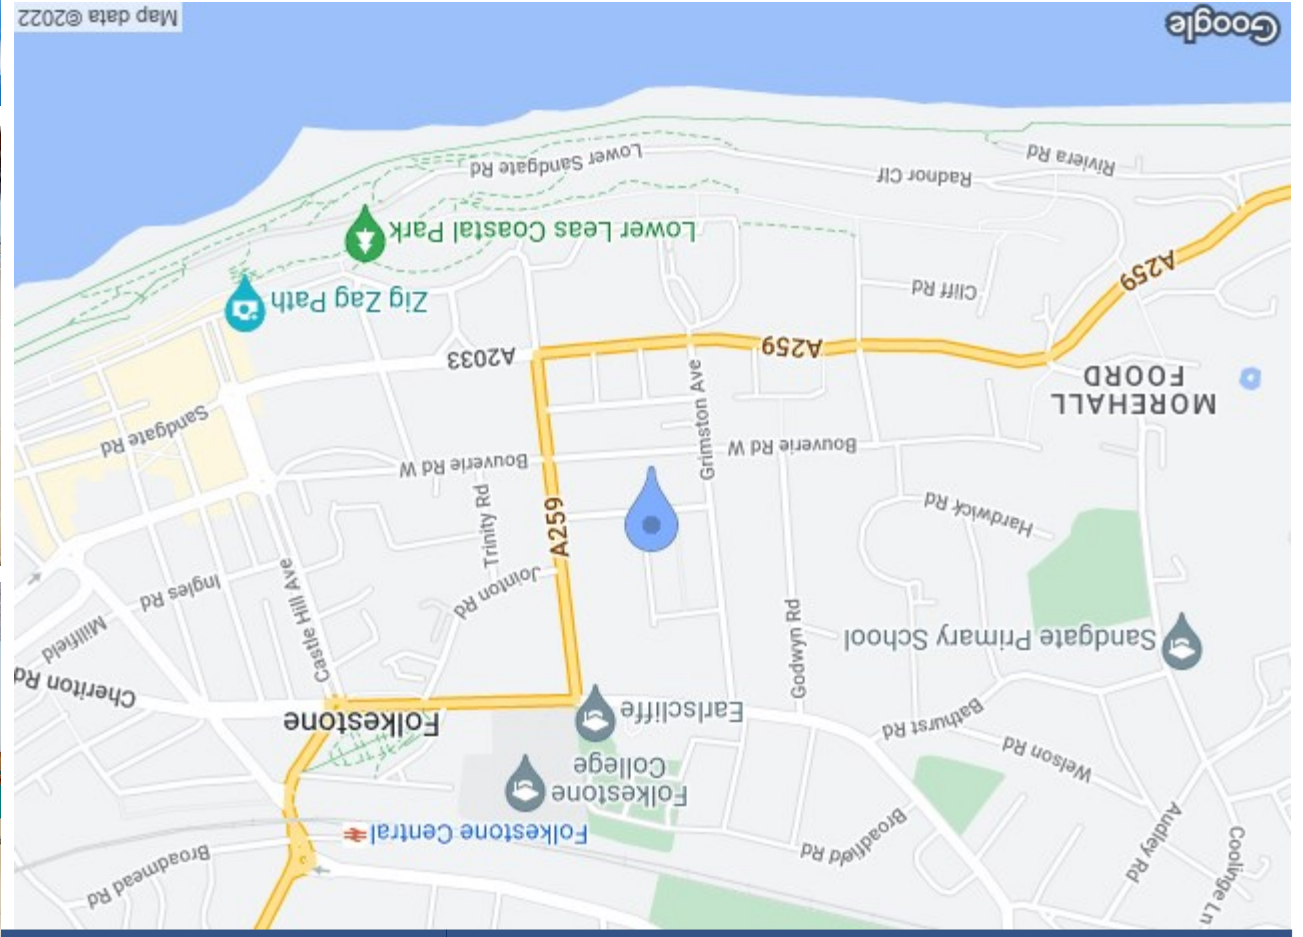 Broadmead Rd
Folkestone Central
Folkestone
College
Earlscliffe
Broadfield Rd
Audley Rd
Coolinge Ln
Welson Rd
Bathurst Rd
Folkestone
Cheriton Rd
Millfield
Ingles Rd
Castle Hill Ave
Jointon Rd
Trinity Rd
A259
Godwyn Rd
Sandgate Primary School
Hardwick Rd
Bouverie Rd W
Bouverie Rd W
Grimston Ave
Sandgate Rd
MOREHALL
FOORD
A2033
A259
A259
Zig Zag Path
Cliff Rd
Lower Leas Coastal Park
Lower Sandgate Rd
Radnor Clf
Riviera Rd
Google
Map data ©2022